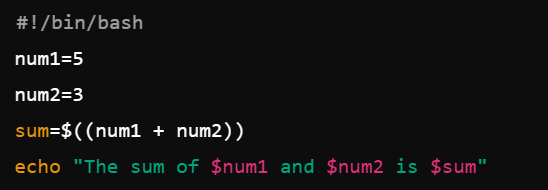 #!/bin/bash
num1=5
num2=3
sum=$((num1 + num2))
echo "The sum of $num1 and $num2 is $sum"